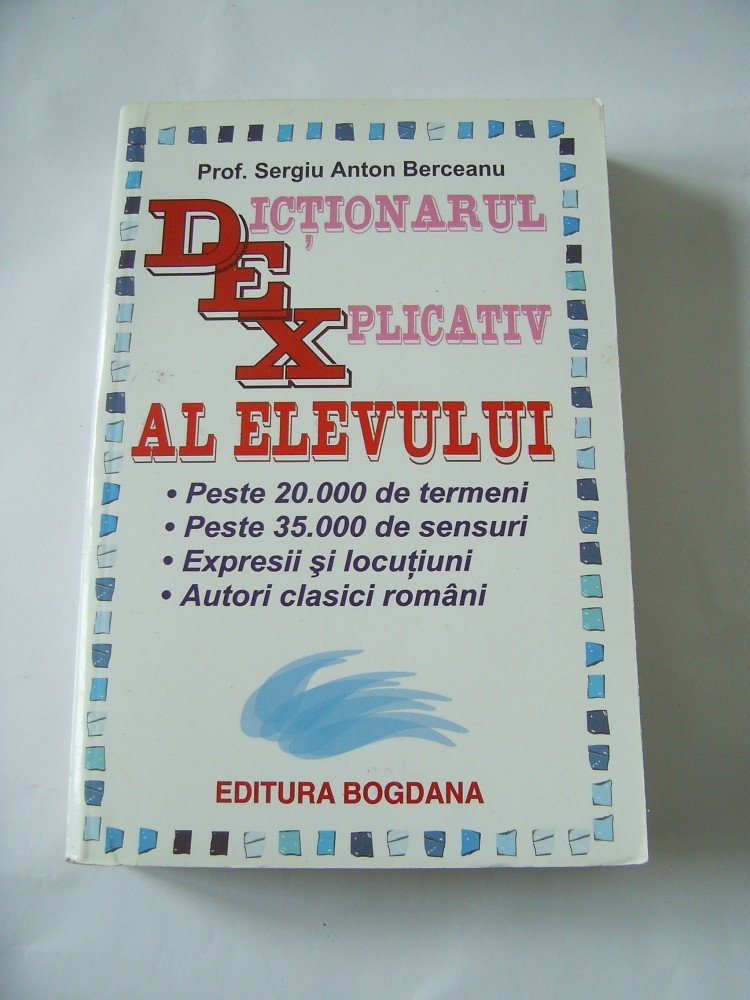 Prof. Sergiu Anton Berceanu
DICȚIONARUL
EXPLICATIV
AL ELEVULUI
• Peste 20.000 de termeni
• Peste 35.000 de sensuri
• Expresii şi locuțiuni
• Autori clasici români
EDITURA BOGDANA